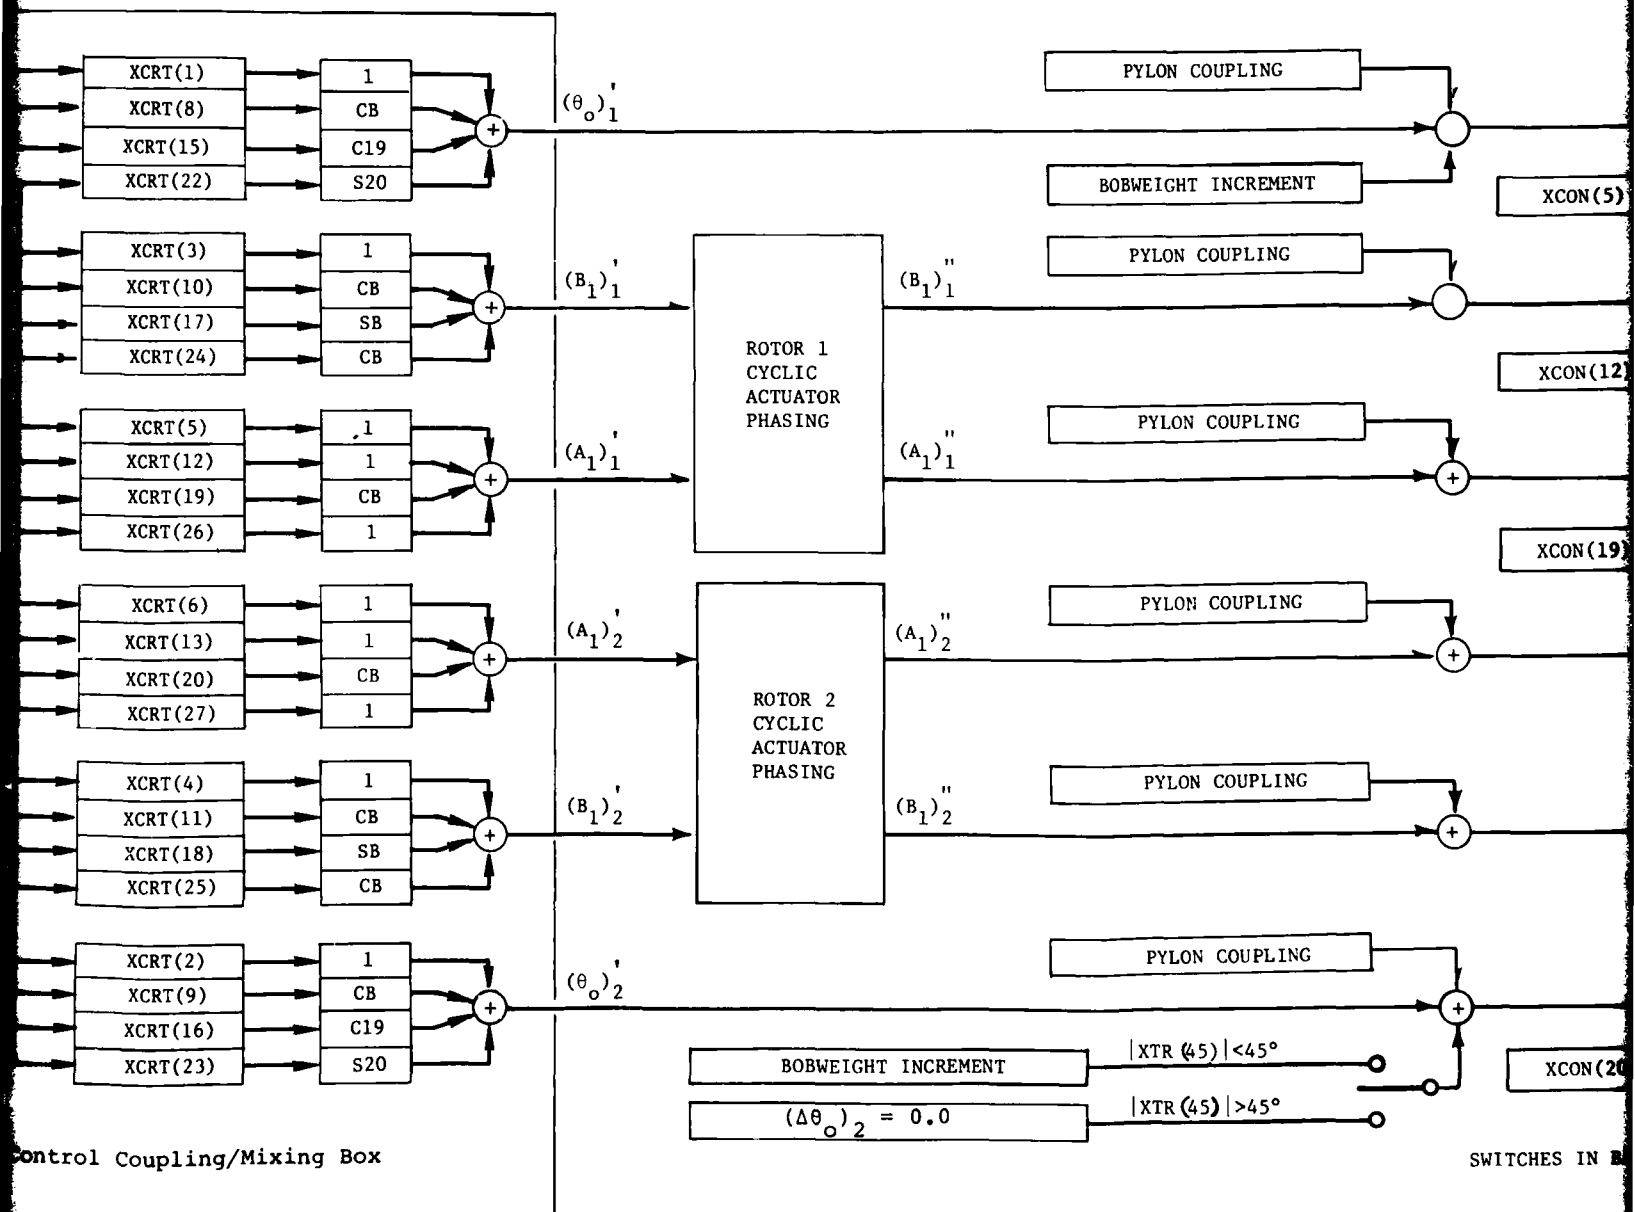 XCRT(1) 1
XCRT(8) CB
XCRT(15) C19
XCRT(22) S20
(θo)1'
PYLON COUPLING
BOBWEIGHT INCREMENT
XCON(5)
XCRT(3) 1
XCRT(10) CB
XCRT(17) SB
XCRT(24) CB
(B1)1'
(B1)1"
PYLON COUPLING
ROTOR 1
CYCLIC
ACTUATOR
PHASING
XCON(12)
XCRT(5) 1
XCRT(12) 1
XCRT(19) CB
XCRT(26) 1
(A1)1'
(A1)1"
PYLON COUPLING
XCON(19)
XCRT(6) 1
XCRT(13) 1
XCRT(20) CB
XCRT(27) 1
(A1)2'
(A1)2"
PYLON COUPLING
ROTOR 2
CYCLIC
ACTUATOR
PHASING
XCRT(4) 1
XCRT(11) CB
XCRT(18) SB
XCRT(25) CB
(B1)2'
(B1)2"
PYLON COUPLING
XCRT(2) 1
XCRT(9) CB
XCRT(16) C19
XCRT(23) S20
(θo)2'
PYLON COUPLING
BOBWEIGHT INCREMENT |XTR(45)|<45°
(Δθo)2 = 0.0 |XTR(45)|>45°
XCON(20
Control Coupling/Mixing Box
SWITCHES IN